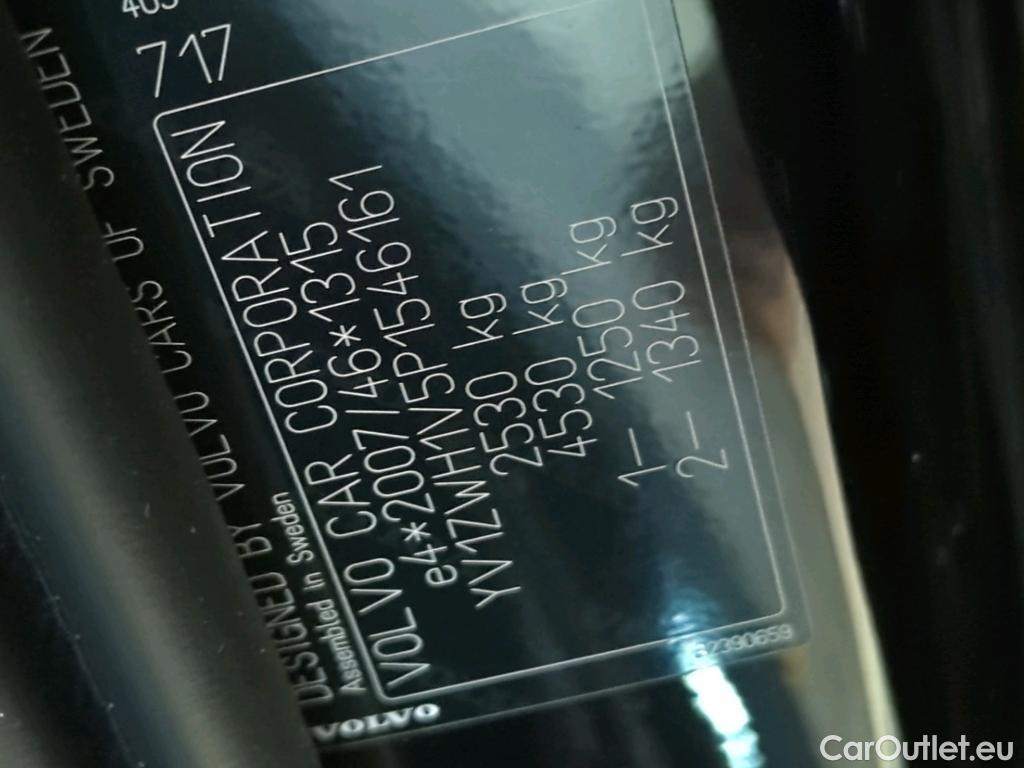 VOLVO
DESIGNED BY VOLVO CARS OF SWEDEN
Assembled in Sweden
717
VOLVO CAR CORPORATION
e4*2007/46*1315
YV1ZWH1V5P1546161
2530 kg
4530 kg
1– 1250 kg
2– 1340 kg
62390659
CarOutlet.eu